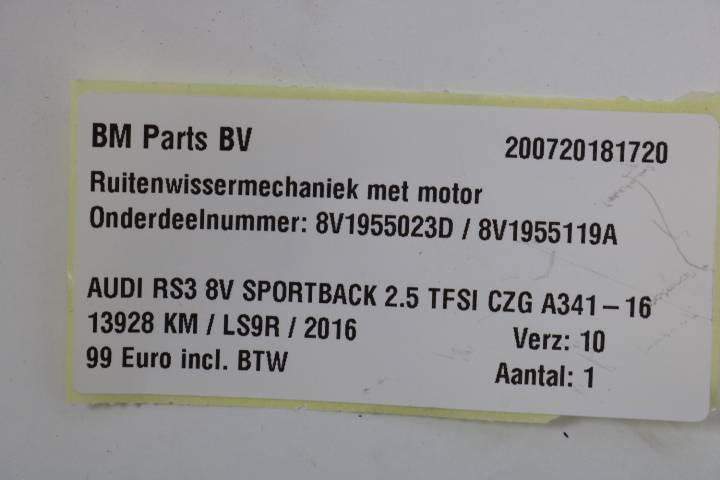 BM Parts BV 200720181720
Ruitenwissermechaniek met motor
Onderdeelnummer: 8V1955023D / 8V1955119A
AUDI RS3 8V SPORTBACK 2.5 TFSI CZG A341-16
13928 KM / LS9R / 2016 Verz: 10
99 Euro incl. BTW Aantal: 1